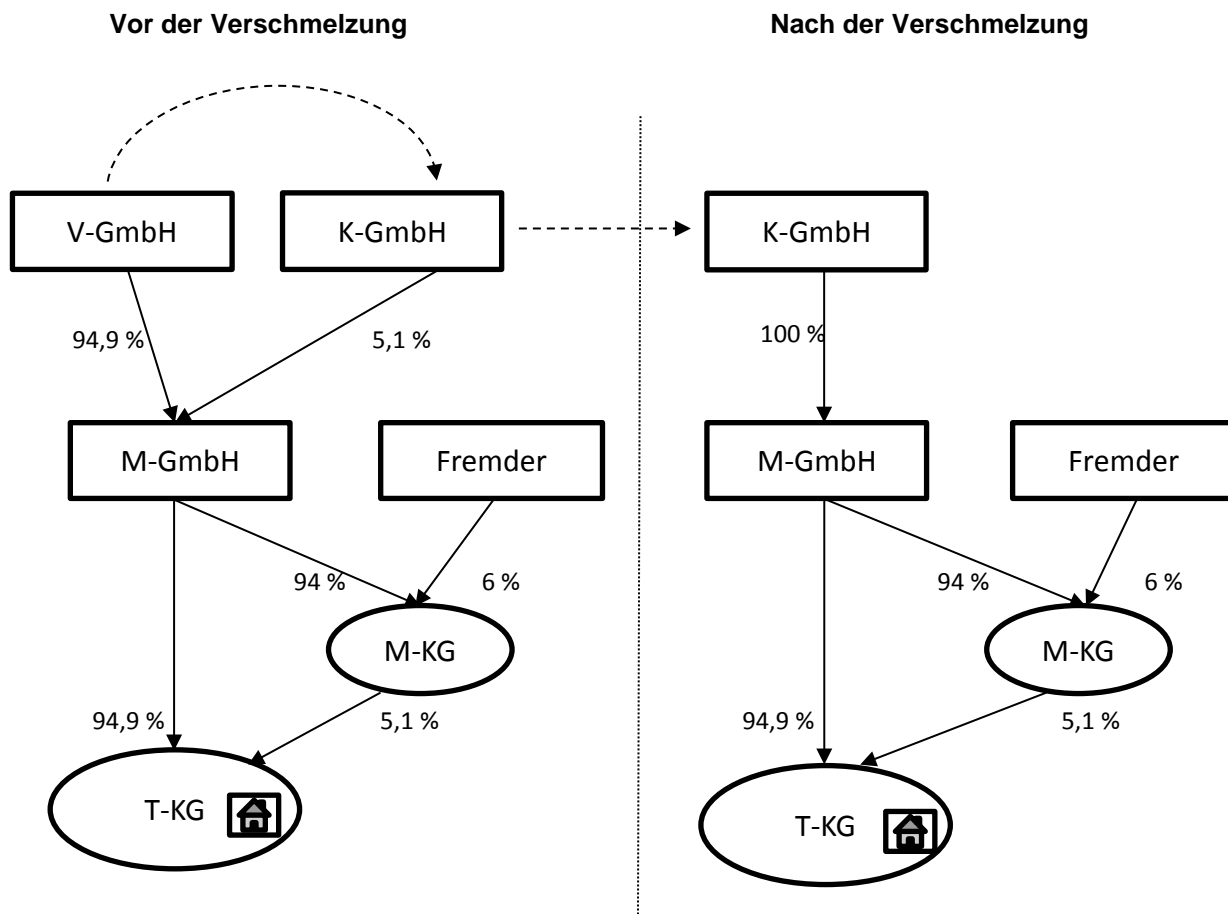 Vor der Verschmelzung
Nach der Verschmelzung
V-GmbH
K-GmbH
K-GmbH
94,9 %
5,1 %
100 %
M-GmbH
Fremder
M-GmbH
Fremder
94 %
6 %
94 %
6 %
M-KG
M-KG
94,9 %
5,1 %
94,9 %
5,1 %
T-KG
T-KG